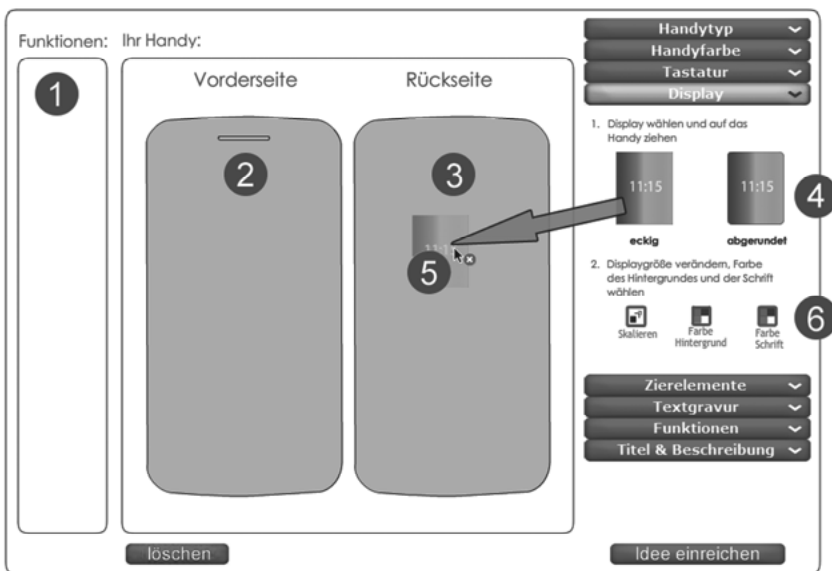 Funktionen:
Ihr Handy:
1
Vorderseite
Rückseite
2
3
11:15
5
löschen
Handytyp
Handyfarbe
Tastatur
Display
1. Display wählen und auf das
Handy ziehen
11:15
11:15
4
eckig
abgerundet
2. Displaygröße verändern, Farbe
des Hintergrundes und der Schrift
wählen
6
Skalieren
Farbe
Hintergrund
Farbe
Schrift
Zierelemente
Textgravur
Funktionen
Titel & Beschreibung
Idee einreichen